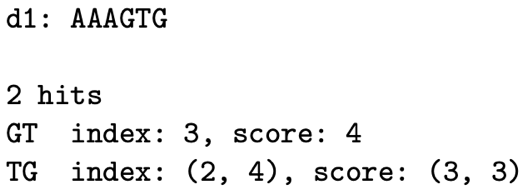 d1: AAAGTG
2 hits
GT index: 3, score: 4
TG index: (2, 4), score: (3, 3)